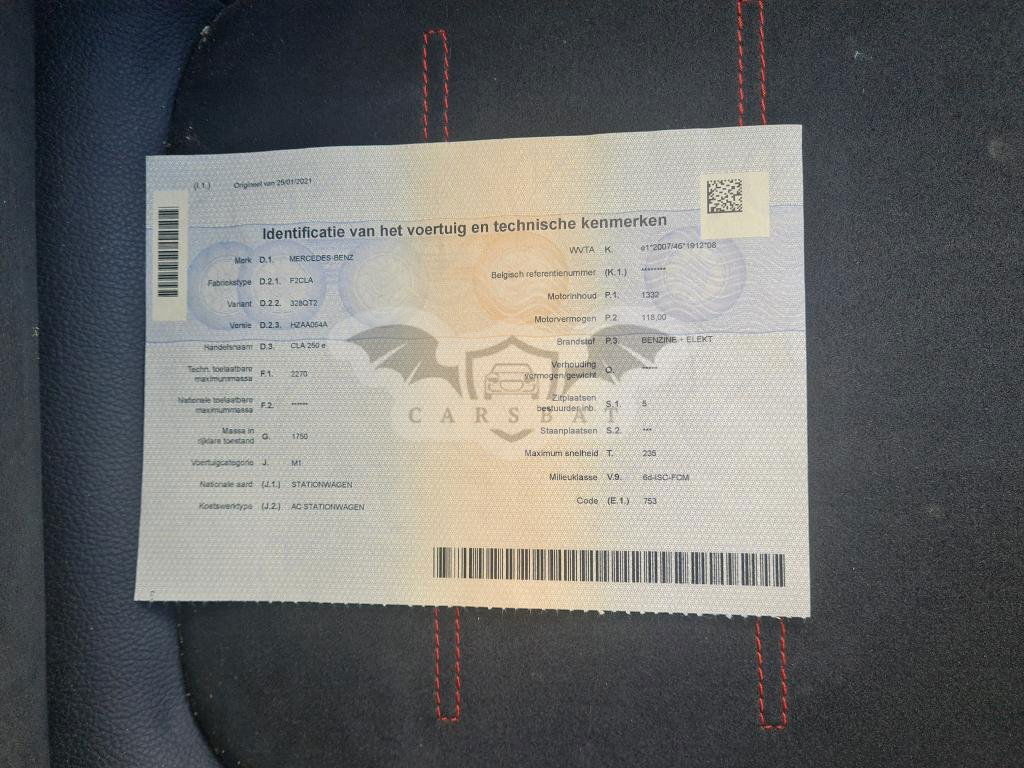 (I.1.) Origineel van 25/01/2021
Identificatie van het voertuig en technische kenmerken
Merk D.1. MERCEDES-BENZ
Fabriekstype D.2.1. F2CLA
Variant D.2.2. 328QT2
Versie D.2.3. HZAA054A
Handelsnaam D.3. CLA 250 e
Techn. toelaatbare
maximummassa F.1. 2270
Nationale toelaatbare
maximummassa F.2. ******
Massa in
rijklare toestand G. 1750
Voertuigcategorie J. M1
Nationale aard (J.1.) STATIONWAGEN
Koetswerktype (J.2.) AC STATIONWAGEN
WVTA K. e1*2007/46*1912*08
Belgisch referentienummer (K.1.) ********
Motorinhoud P.1. 1332
Motorvermogen P.2. 118,00
Brandstof P.3. BENZINE + ELEKT
Verhouding
vermogen/gewicht Q. *****
Zitplaatsen
bestuurder inb. S.1. 5
Staanplaatsen S.2. ***
Maximum snelheid T. 235
Milieuklasse V.9. 6d-ISC-FCM
Code (E.1.) 753
CARSBAT